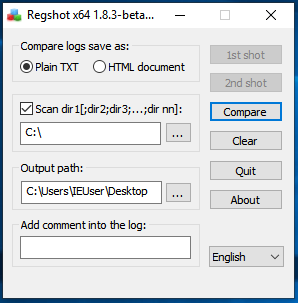 Regshot x64 1.8.3-beta...
Compare logs save as:
Plain TXT
HTML document
1st shot
2nd shot
Scan dir1[;dir2;dir3;...;dir nn]:
Compare
C:\
...
Clear
Output path:
Quit
C:\Users\IEUser\Desktop
...
About
Add comment into the log:
English